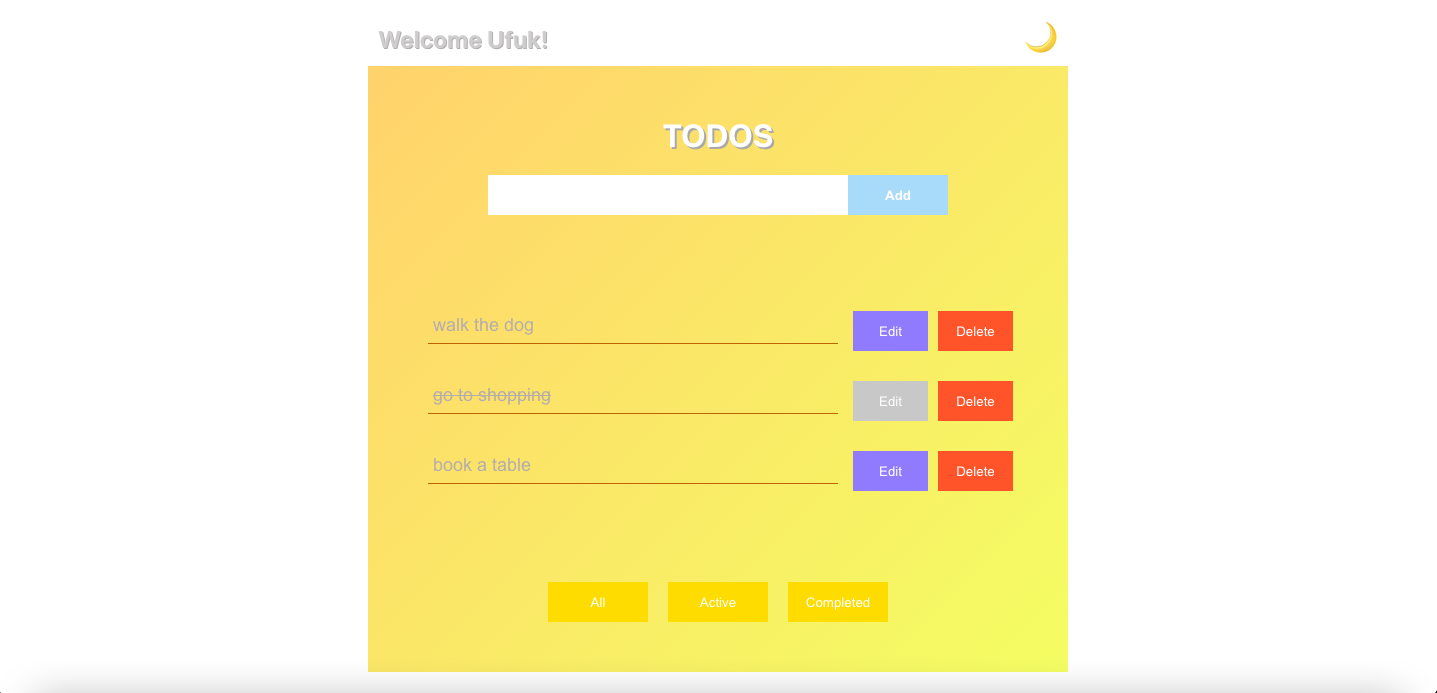 Welcome Ufuk!
TODOS
Add
walk the dog Edit Delete
go to shopping Edit Delete
book a table Edit Delete
All Active Completed